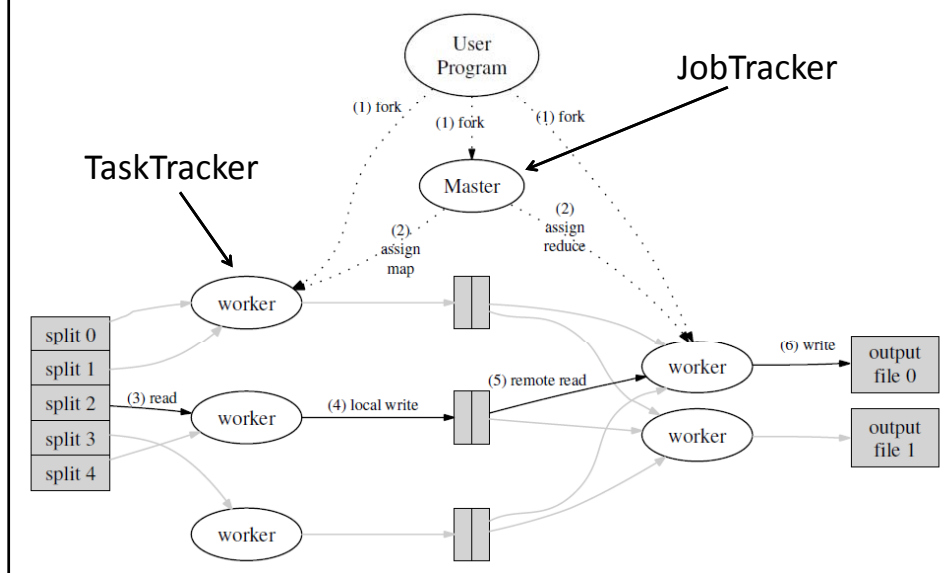 User
Program
JobTracker
(1) fork
(1) fork
(1) fork
TaskTracker
Master
(2)
assign
map
(2)
assign
reduce
worker
split 0
split 1
split 2
split 3
split 4
(3) read
worker
(4) local write
(5) remote read
worker
(6) write
output
file 0
worker
output
file 1
worker